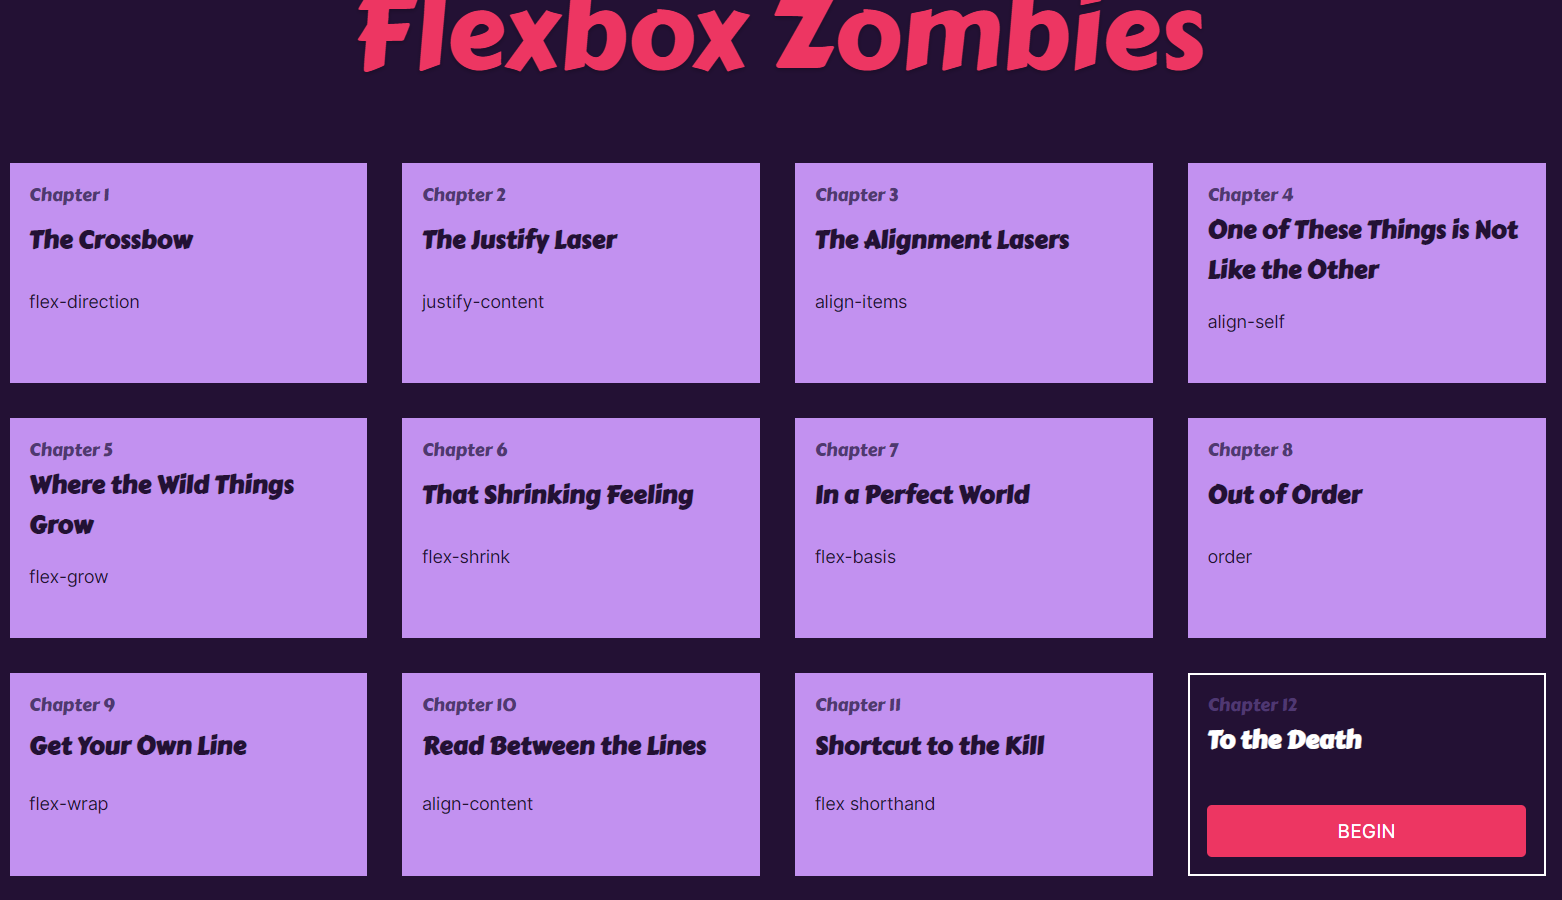 Flexbox Zombies
Chapter 1
The Crossbow
flex-direction
Chapter 2
The Justify Laser
justify-content
Chapter 3
The Alignment Lasers
align-items
Chapter 4
One of These Things is Not
Like the Other
align-self
Chapter 5
Where the Wild Things
Grow
flex-grow
Chapter 6
That Shrinking Feeling
flex-shrink
Chapter 7
In a Perfect World
flex-basis
Chapter 8
Out of Order
order
Chapter 9
Get Your Own Line
flex-wrap
Chapter 10
Read Between the Lines
align-content
Chapter 11
Shortcut to the Kill
flex shorthand
Chapter 12
To the Death
BEGIN